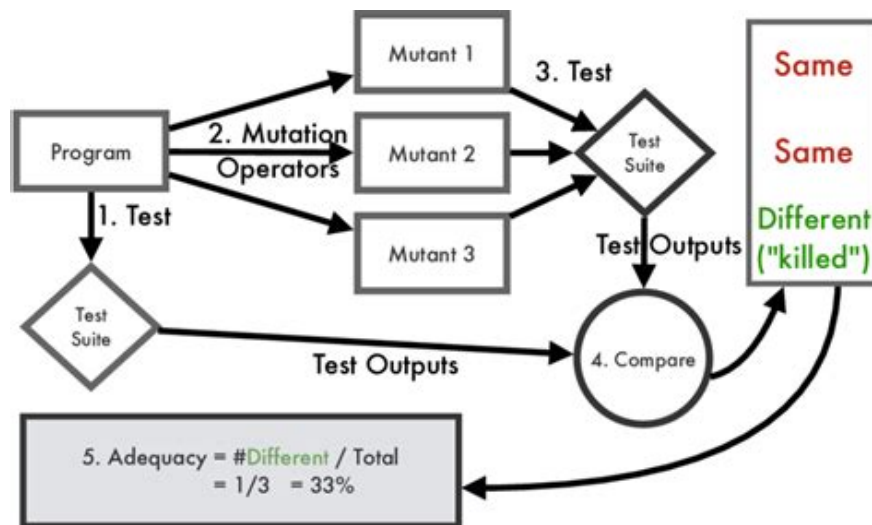 Mutant 1
3. Test
Same
Program
2. Mutation
Operators
Mutant 2
Test
Suite
Same
1. Test
Mutant 3
Different
("killed")
Test Outputs
Test
Suite
Test Outputs
4. Compare
5. Adequacy = #Different / Total
= 1/3 = 33%